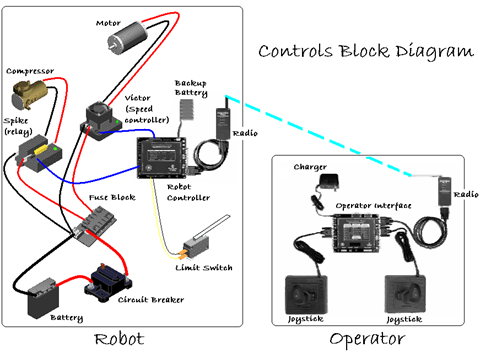 Controls Block Diagram
Motor
Compressor
Backup
Battery
Victor
(Speed
controller)
Spike
(relay)
Radio
Robot
Controller
Fuse Block
Limit Switch
Circuit Breaker
Battery
Robot
Charger
Radio
Operator Interface
Joystick
Joystick
Operator